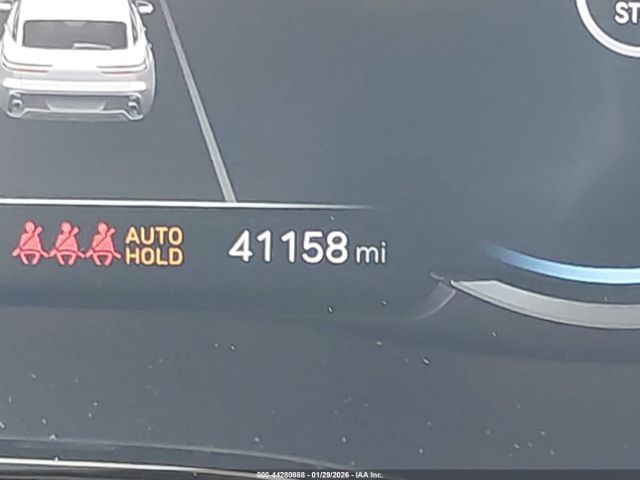 ST
AUTO
HOLD
41158 mi
000-44280888 - 01/29/2026 - IAA Inc.